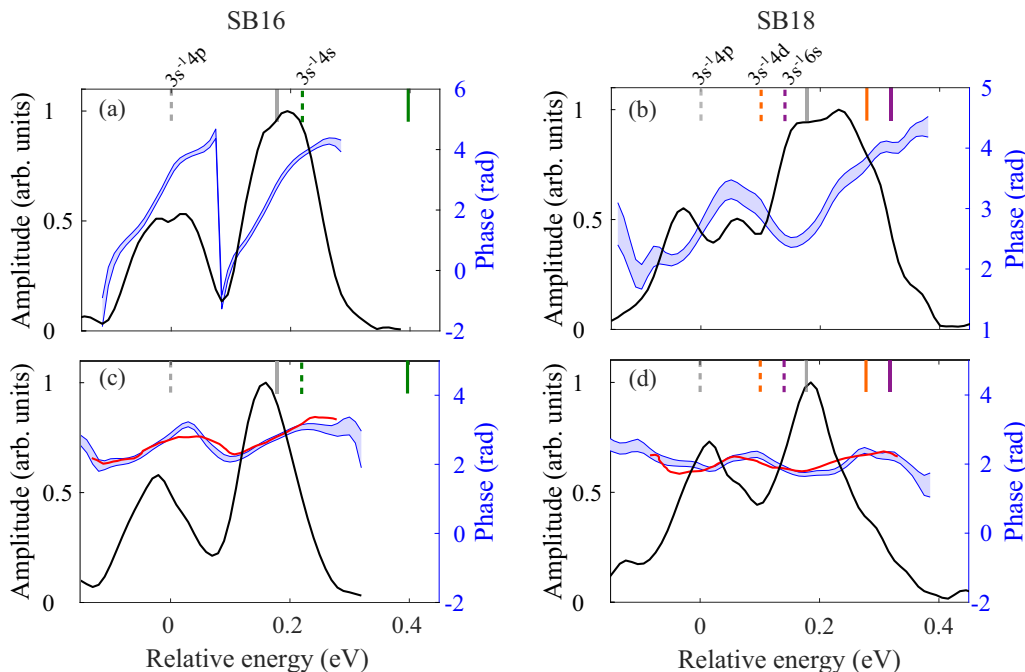 SB16
SB18
3s⁻¹4p
3s⁻¹4s
3s⁻¹4p
3s⁻¹4d
3s⁻¹6s
(a)
(b)
Amplitude (arb. units)
1
0.5
0
6
4
2
0
-2
Phase (rad)
Amplitude (arb. units)
1
0.5
0
5
4
3
2
1
Phase (rad)
(c)
(d)
Amplitude (arb. units)
1
0.5
0
4
2
0
-2
Phase (rad)
Amplitude (arb. units)
1
0.5
0
4
2
0
-2
Phase (rad)
0
0.2
0.4
0
0.2
0.4
Relative energy (eV)
Relative energy (eV)